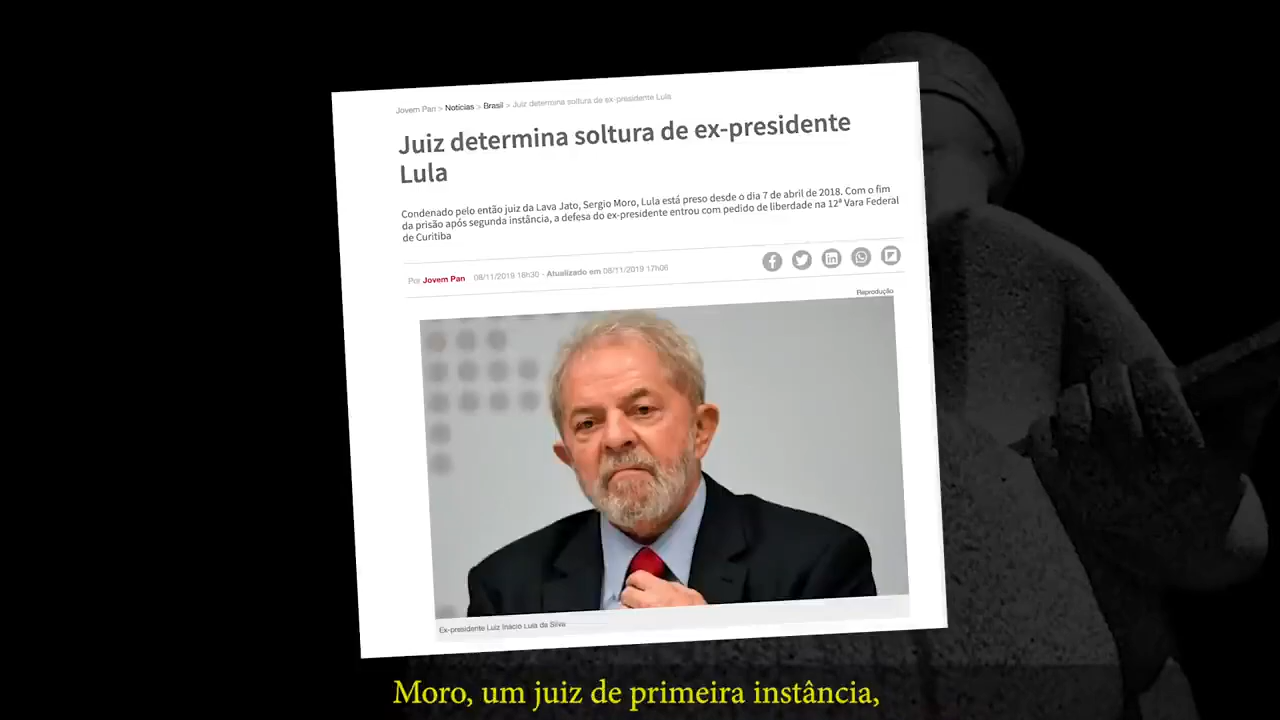 Jovem Pan > Notícias > Brasil > Juiz determina soltura de ex-presidente Lula
Juiz determina soltura de ex-presidente
Lula
Condenado pelo então juiz da Lava Jato, Sergio Moro, Lula está preso desde o dia 7 de abril de 2018. Com o fim
da prisão após segunda instância, a defesa do ex-presidente entrou com pedido de liberdade na 12ª Vara Federal
de Curitiba
Por Jovem Pan 08/11/2019 16h30 - Atualizado em 08/11/2019 17h06
Reprodução
Ex-presidente Luiz Inácio Lula da Silva
Moro, um juiz de primeira instância,